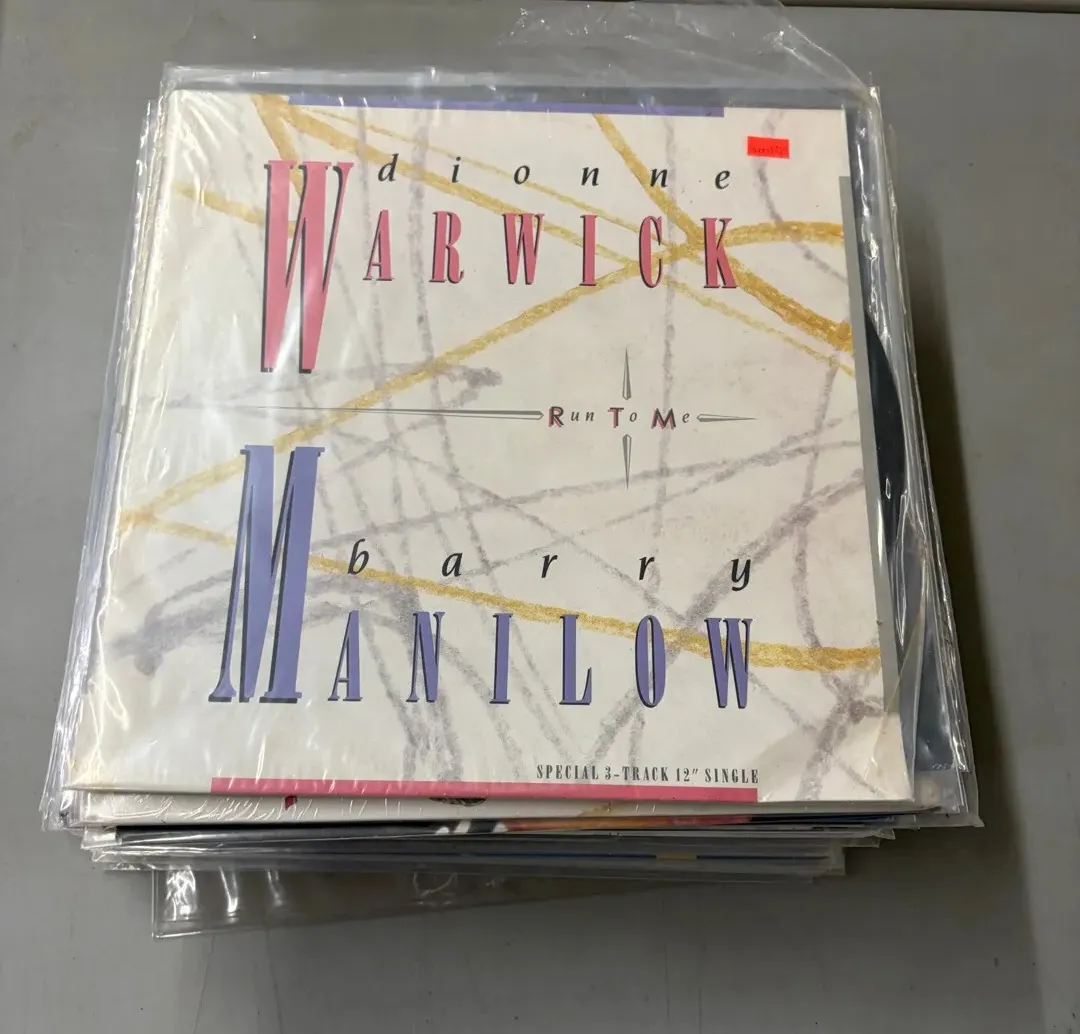 dionne
WARWICK
Run To Me
barry
MANILOW
SPECIAL 3-TRACK 12" SINGLE